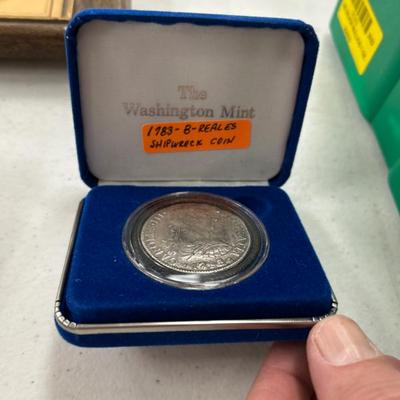 The
Washington Mint
1783-8-REALES
SHIPWRECK COIN